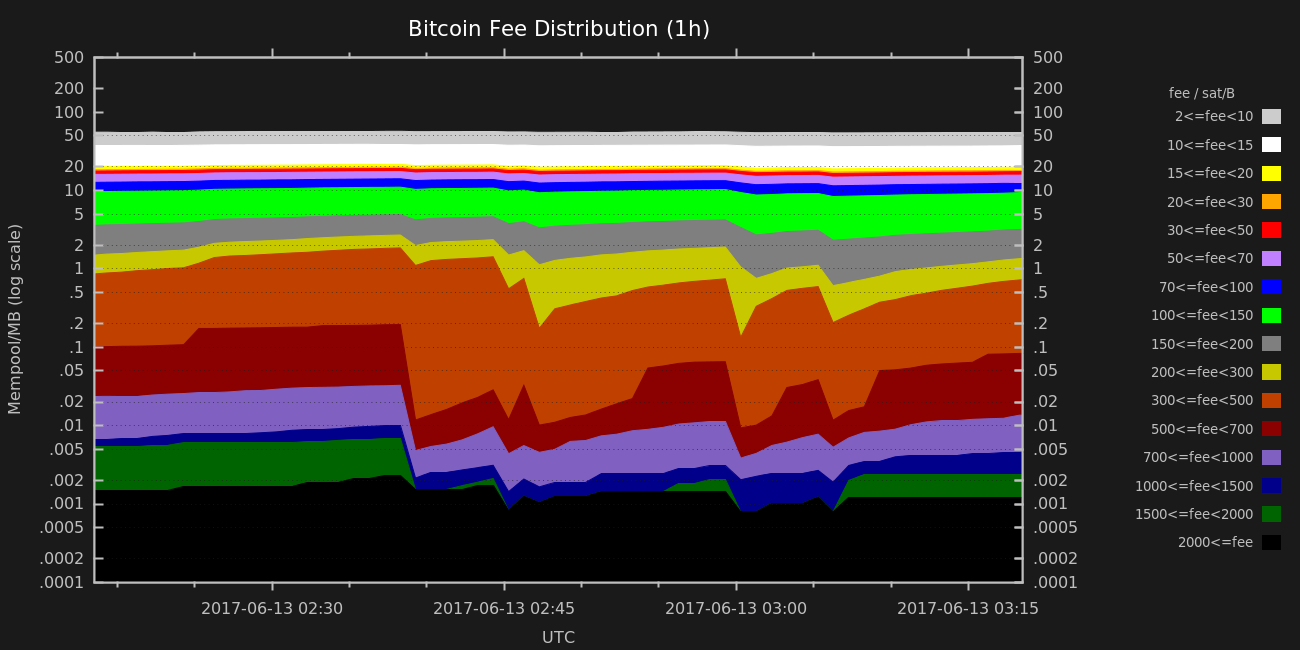 Bitcoin Fee Distribution (1h)
500
200
100
50
20
10
5
2
1
.5
.2
.1
.05
.02
.01
.005
.002
.001
.0005
.0002
.0001
Mempool/MB (log scale)
500
200
100
50
20
10
5
2
1
.5
.2
.1
.05
.02
.01
.005
.002
.001
.0005
.0002
.0001
2017-06-13 02:30
2017-06-13 02:45
2017-06-13 03:00
2017-06-13 03:15
UTC
fee / sat/B
2<=fee<10
10<=fee<15
15<=fee<20
20<=fee<30
30<=fee<50
50<=fee<70
70<=fee<100
100<=fee<150
150<=fee<200
200<=fee<300
300<=fee<500
500<=fee<700
700<=fee<1000
1000<=fee<1500
1500<=fee<2000
2000<=fee